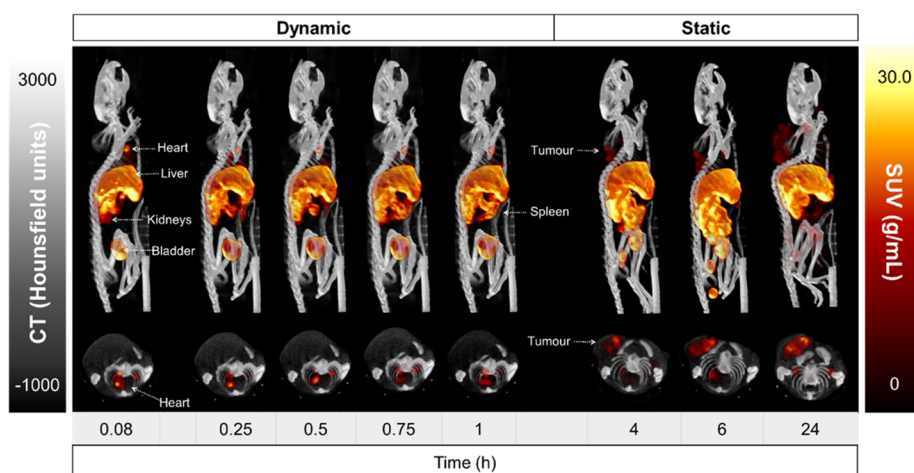 Dynamic
Static
3000
CT (Hounsfield units)
-1000
Heart
Liver
Kidneys
Bladder
Spleen
Tumour
Heart
Tumour
30.0
SUV (g/mL)
0
0.08
0.25
0.5
0.75
1
4
6
24
Time (h)